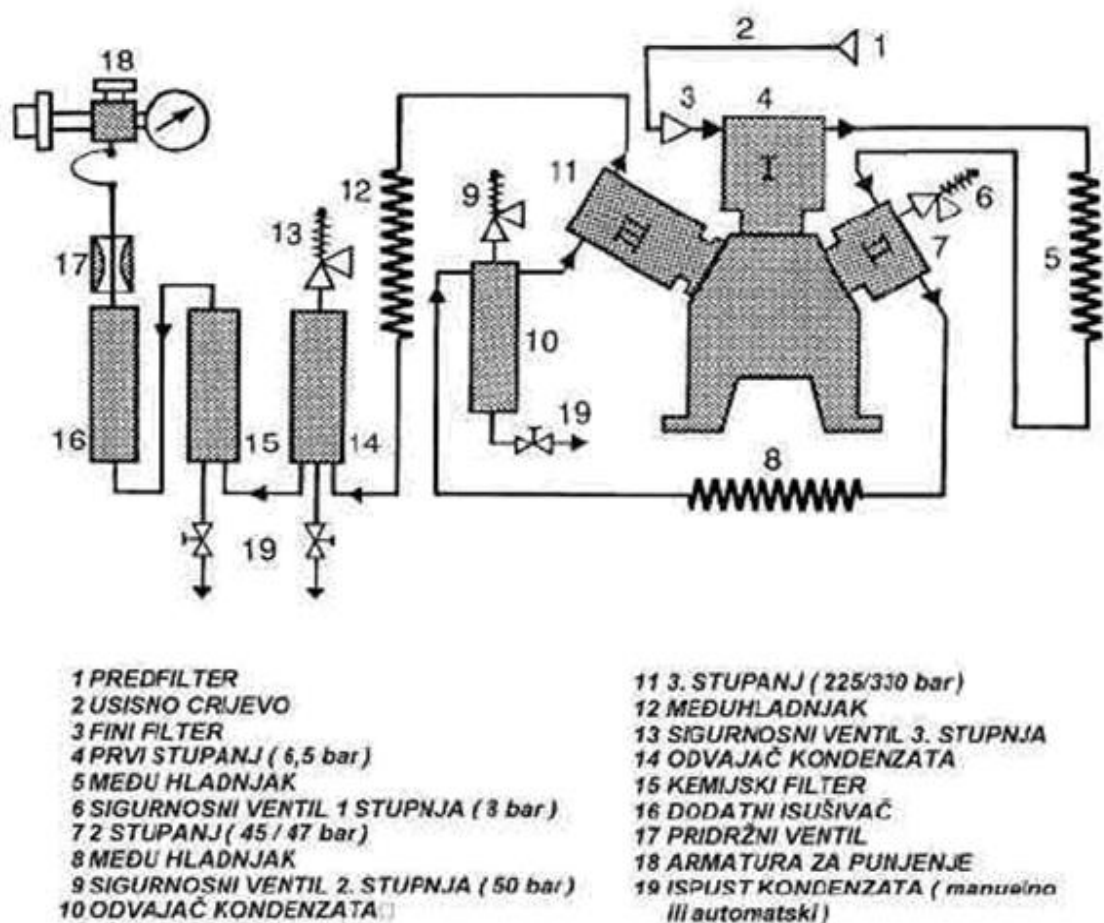 2
1
18
3
4
11
12
9
6
I
13
III
II
7
5
17
10
19
16
15
14
8
19
1 PREDFILTER
2 USISNO CRIJEVO
3 FINI FILTER
4 PRVI STUPANJ ( 6,5 bar )
5 MEĐU HLADNJAK
6 SIGURNOSNI VENTIL 1 STUPNJA ( 8 bar )
7 2 STUPANJ ( 45 / 47 bar )
8 MEĐU HLADNJAK
9 SIGURNOSNI VENTIL 2. STUPNJA ( 50 bar )
10 ODVAJAČ KONDENZATA
11 3. STUPANJ ( 225/330 bar )
12 MEĐUHLADNJAK
13 SIGURNOSNI VENTIL 3. STUPNJA
14 ODVAJAČ KONDENZATA
15 KEMIJSKI FILTER
16 DODATNI ISUŠIVAČ
17 PRIDRŽNI VENTIL
18 ARMATURA ZA PUNJENJE
19 ISPUST KONDENZATA ( manuelno
ili automatski )